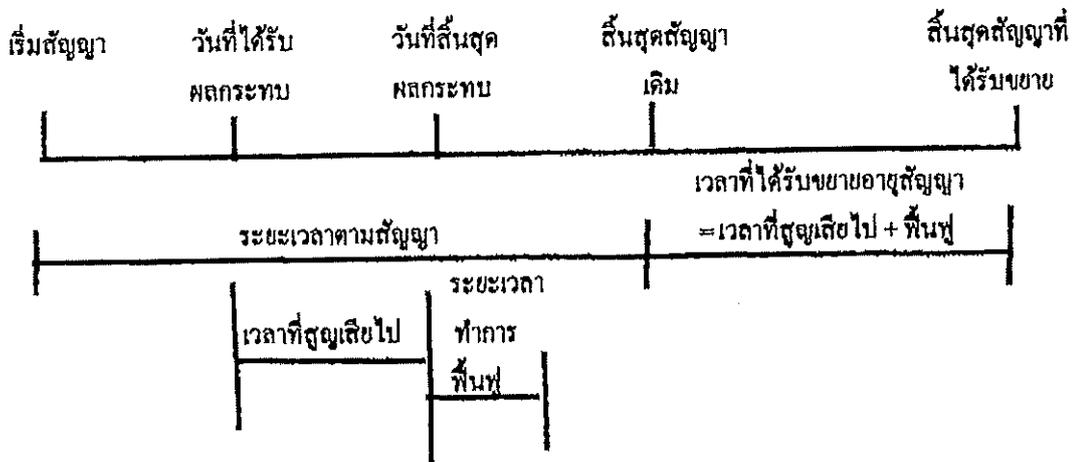 เริ่มสัญญา วันที่ได้รับ วันที่สิ้นสุด สิ้นสุดสัญญา สิ้นสุดสัญญาที่
ผลกระทบ ผลกระทบ เดิม ได้รับขยาย
เวลาที่ได้รับขยายอายุสัญญา
ระยะเวลาตามสัญญา =เวลาที่สูญเสียไป + ฟื้นฟู
ระยะเวลา
เวลาที่สูญเสียไป ทำการ
ฟื้นฟู